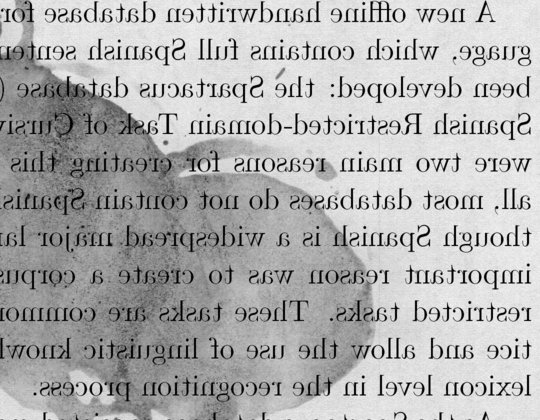 A new offline handwritten database for
guage, which contains full Spanish senten
been developed: the Spartacus database (
Spanish Restricted-domain Task of Cursiv
were two main reasons for creating this
all, most databases do not contain Spanis
though Spanish is a widespread major lan
important reason was to create a corpus
restricted tasks. These tasks are common
tice and allow the use of linguistic knowl
lexicon level in the recognition process.